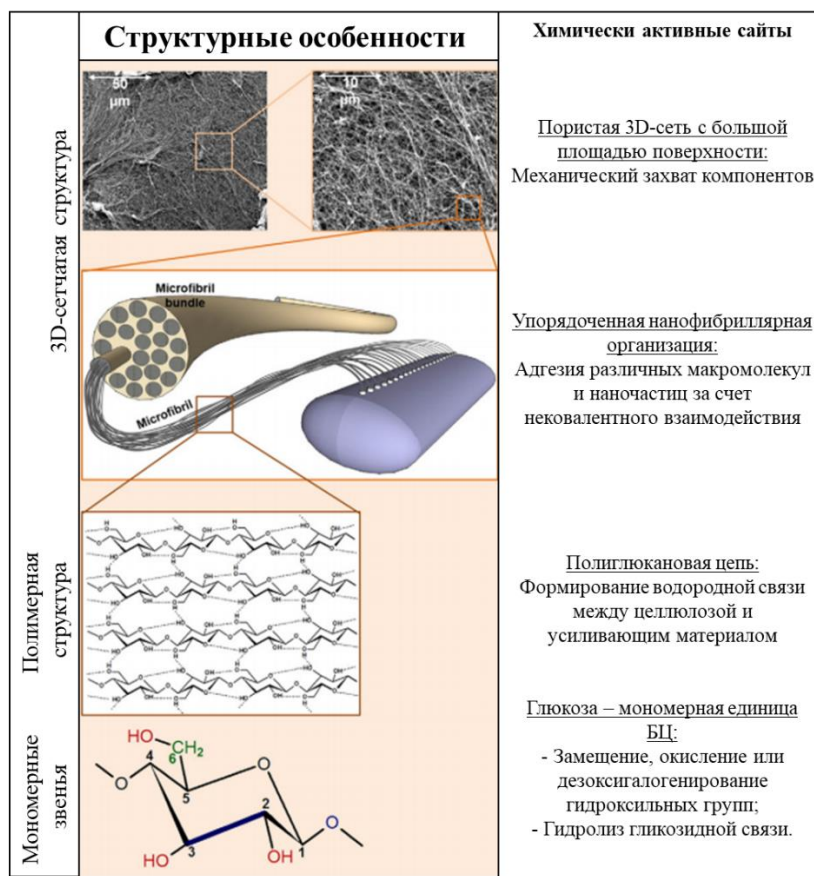 Структурные особенности
Химически активные сайты
3D-сетчатая структура
50
μm
10
μm
Пористая 3D-сеть с большой
площадью поверхности:
Механический захват компонентов
Microfibril
bundle
Microfibril
Упорядоченная нанофибриллярная
организация:
Адгезия различных макромолекул
и наночастиц за счет
нековалентного взаимодействия
Полимерная
структура
Полиглюкановая цепь:
Формирование водородной связи
между целлюлозой и
усиливающим материалом
Мономерные
звенья
HO
CH2
6
4
O
5
O
2
O
HO
3
OH
1
Глюкоза – мономерная единица
БЦ:
- Замещение, окисление или
дезоксигалогенирование
гидроксильных групп;
- Гидролиз гликозидной связи.